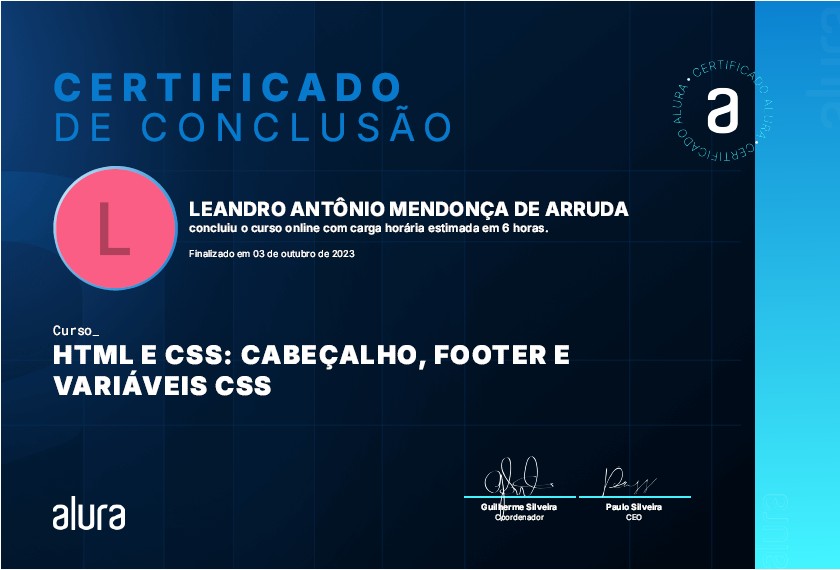 CERTIFICADO
DE CONCLUSÃO
CERTIFICADO ALURA • CERTIFICADO ALURA •
a
L
LEANDRO ANTÔNIO MENDONÇA DE ARRUDA
concluiu o curso online com carga horária estimada em 6 horas.
Finalizado em 03 de outubro de 2023
Curso_
HTML E CSS: CABEÇALHO, FOOTER E
VARIÁVEIS CSS
alura
Guilherme Silveira
Coordenador
Paulo Silveira
CEO
alura
alura